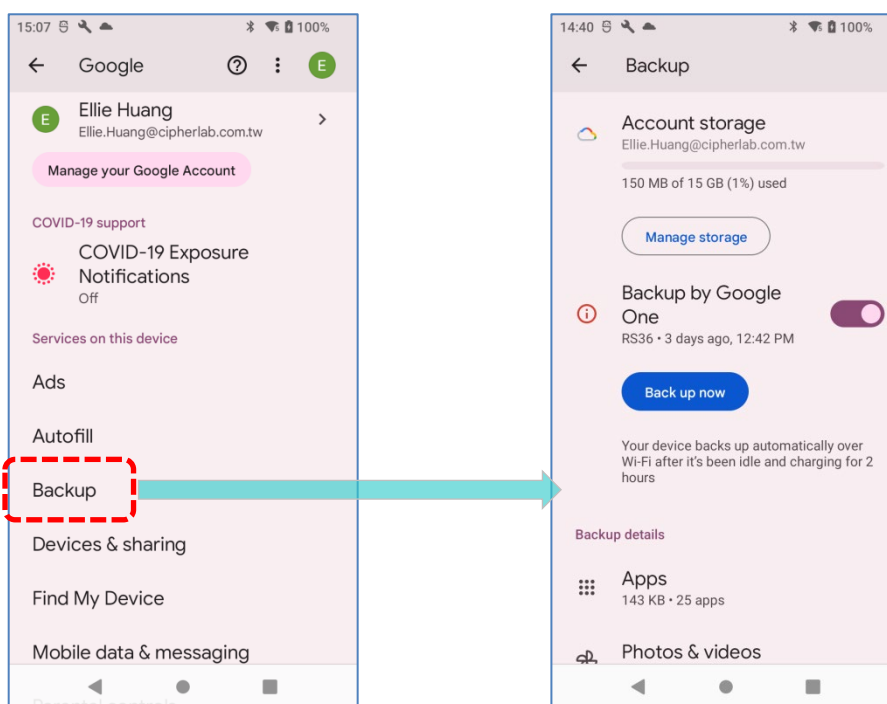 15:07
100%
Google
E
E
Ellie Huang
Ellie.Huang@cipherlab.com.tw
Manage your Google Account
COVID-19 support
COVID-19 Exposure
Notifications
Off
Services on this device
Ads
Autofill
Backup
Devices & sharing
Find My Device
Mobile data & messaging
Parental controls
14:40
100%
Backup
Account storage
Ellie.Huang@cipherlab.com.tw
150 MB of 15 GB (1%) used
Manage storage
Backup by Google
One
RS36 • 3 days ago, 12:42 PM
Back up now
Your device backs up automatically over
Wi-Fi after it's been idle and charging for 2
hours
Backup details
Apps
143 KB • 25 apps
Photos & videos